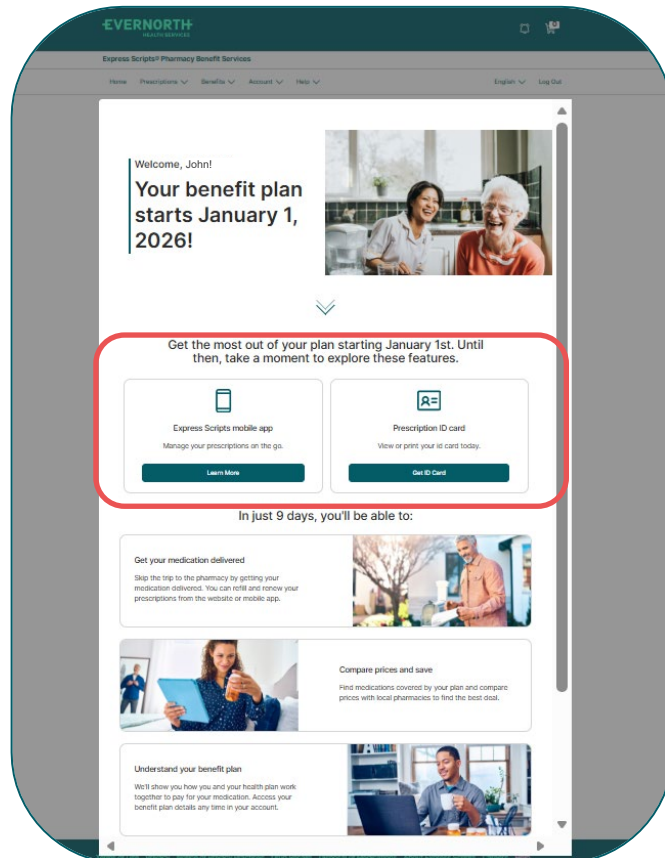 EVERNORTH
HEALTH SERVICES
Express Scripts® Pharmacy Benefit Services
Home Prescriptions Benefits Account Help English Log Out
Welcome, John!
Your benefit plan
starts January 1,
2026!
Get the most out of your plan starting January 1st. Until
then, take a moment to explore these features.
Express Scripts mobile app
Manage your prescriptions on the go.
Learn More
Prescription ID card
View or print your id card today.
Get ID Card
In just 9 days, you'll be able to:
Get your medication delivered
Skip the trip to the pharmacy by getting your
medication delivered. You can refill and renew your
prescriptions from the website or mobile app.
Compare prices and save
Find medications covered by your plan and compare
prices with local pharmacies to find the best deal.
Understand your benefit plan
We'll show you how you and your health plan work
together to pay for your medication. Access your
benefit plan details any time in your account.